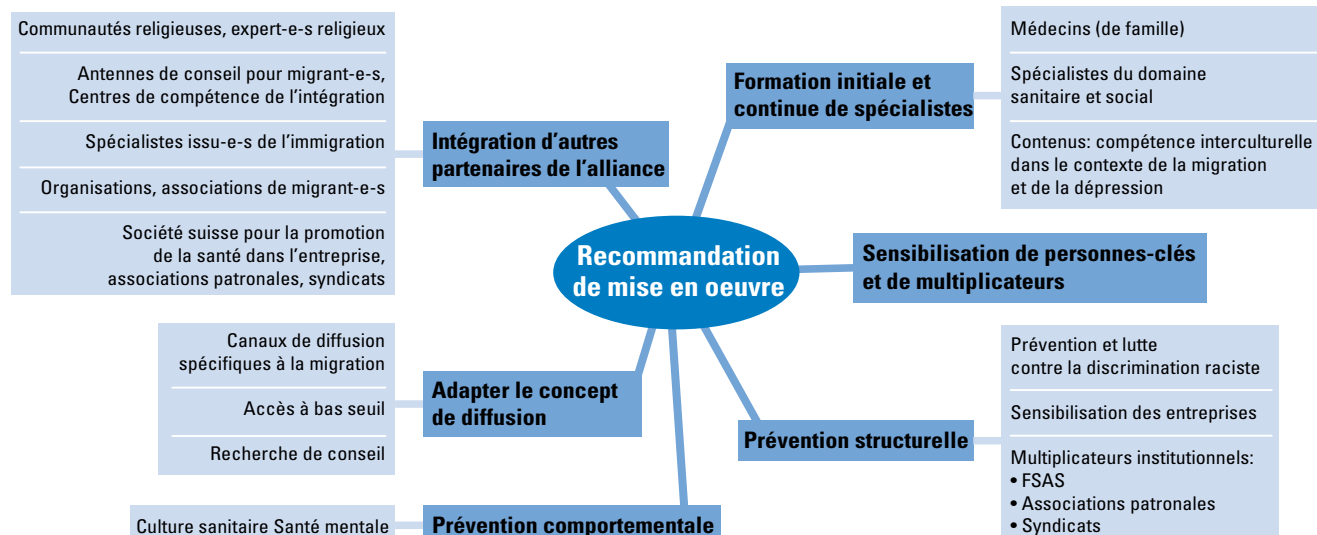 Communautés religieuses, expert-e-s religieux
Antennes de conseil pour migrant-e-s,
Centres de compétence de l'intégration
Spécialistes issu-e-s de l'immigration
Organisations, associations de migrant-e-s
Société suisse pour la promotion
de la santé dans l'entreprise,
associations patronales, syndicats
Intégration d'autres
partenaires de l'alliance
Formation initiale et
continue de spécialistes
Médecins (de famille)
Spécialistes du domaine
sanitaire et social
Contenus: compétence interculturelle
dans le contexte de la migration
et de la dépression
Recommandation
de mise en oeuvre
Sensibilisation de personnes-clés
et de multiplicateurs
Canaux de diffusion
spécifiques à la migration
Accès à bas seuil
Recherche de conseil
Adapter le concept
de diffusion
Prévention structurelle
Prévention et lutte
contre la discrimination raciste
Sensibilisation des entreprises
Multiplicateurs institutionnels:
• FSAS
• Associations patronales
• Syndicats
Culture sanitaire Santé mentale
Prévention comportementale